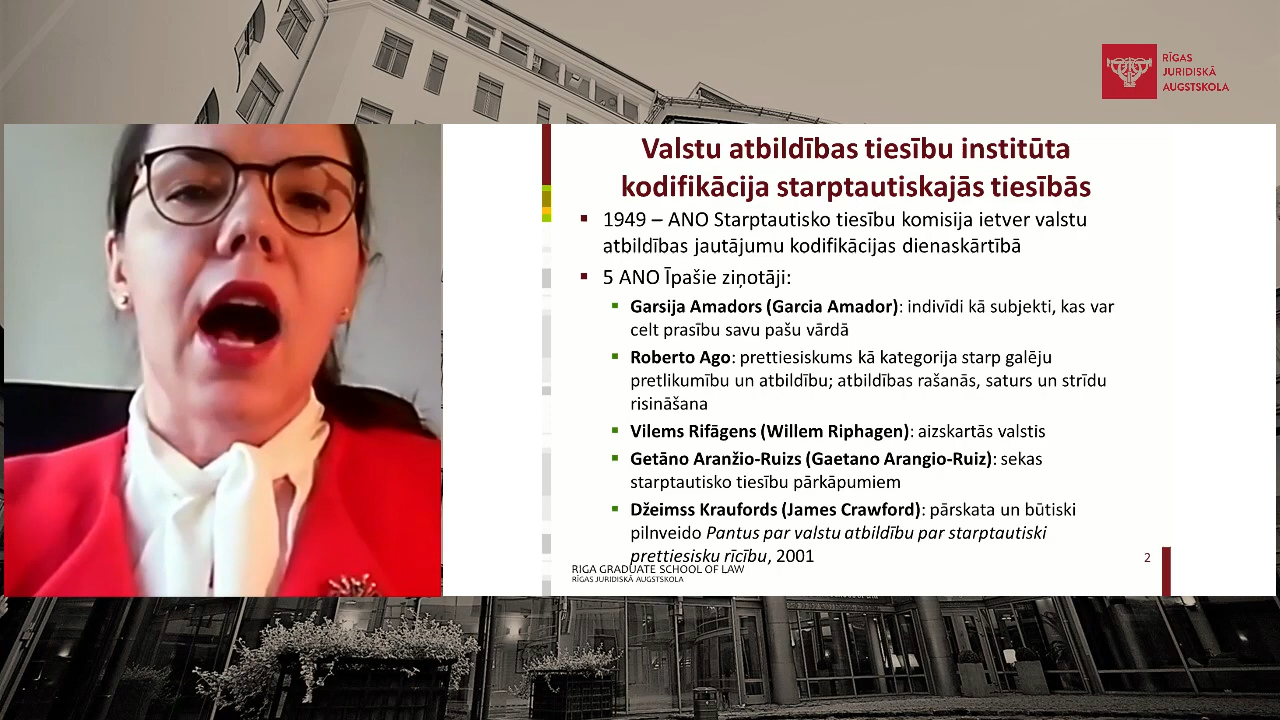 RĪGAS
JURIDISKĀ
AUGSTSKOLA
Valstu atbildības tiesību institūta
kodifikācija starptautiskajās tiesībās
1949 – ANO Starptautisko tiesību komisija ietver valstu
atbildības jautājumu kodifikācijas dienaskārtībā
5 ANO Īpašie ziņotāji:
Garsija Amadors (Garcia Amador): indivīdi kā subjekti, kas var
celt prasību savu pašu vārdā
Roberto Ago: prettiesiskums kā kategorija starp galēju
pretlikumību un atbildību; atbildības rašanās, saturs un strīdu
risināšana
Vilems Rifāgens (Willem Riphagen): aizskartās valstis
Getāno Aranžio-Ruizs (Gaetano Arangio-Ruiz): sekas
starptautisko tiesību pārkāpumiem
Džeimss Kraufords (James Crawford): pārskata un būtiski
pilnveido Pantus par valstu atbildību par starptautiski
prettiesisku rīcību, 2001
RIGA GRADUATE SCHOOL OF LAW
RĪGAS JURIDISKĀ AUGSTSKOLA
2